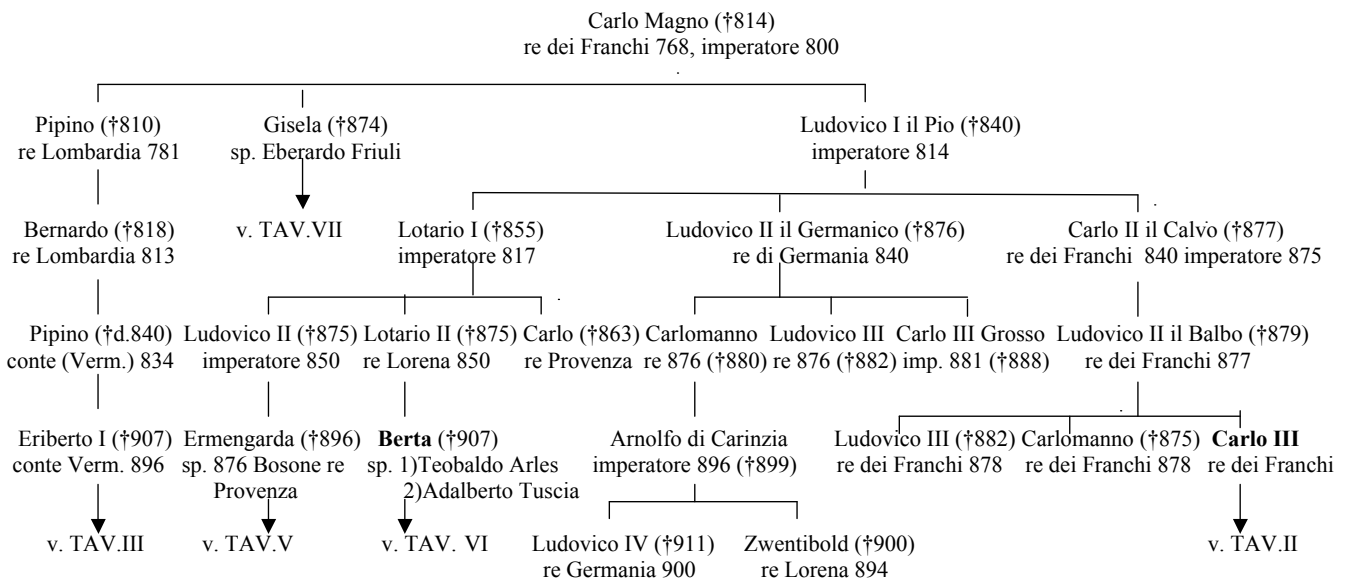 Carlo Magno (†814)
re dei Franchi 768, imperatore 800
Pipino (†810)
re Lombardia 781
Gisela (†874)
sp. Eberardo Friuli
Ludovico I il Pio (†840)
imperatore 814
Bernardo (†818)
re Lombardia 813
v. TAV.VII
Lotario I (†855)
imperatore 817
Ludovico II il Germanico (†876)
re di Germania 840
Carlo II il Calvo (†877)
re dei Franchi 840 imperatore 875
Pipino (†d.840)
conte (Verm.) 834
Ludovico II (†875)
imperatore 850
Lotario II (†875)
re Lorena 850
Carlo (†863)
re Provenza
Carlomanno
re 876 (†880)
Ludovico III
re 876 (†882)
Carlo III Grosso
imp. 881 (†888)
Ludovico II il Balbo (†879)
re dei Franchi 877
Eriberto I (†907)
conte Verm. 896
Ermengarda (†896)
sp. 876 Bosone re
Provenza
Berta (†907)
sp. 1)Teobaldo Arles
2)Adalberto Tuscia
Arnolfo di Carinzia
imperatore 896 (†899)
Ludovico III (†882)
re dei Franchi 878
Carlomanno (†875)
re dei Franchi 878
Carlo III
re dei Franchi
v. TAV.III
v. TAV.V
v. TAV. VI
Ludovico IV (†911)
re Germania 900
Zwentibold (†900)
re Lorena 894
v. TAV.II